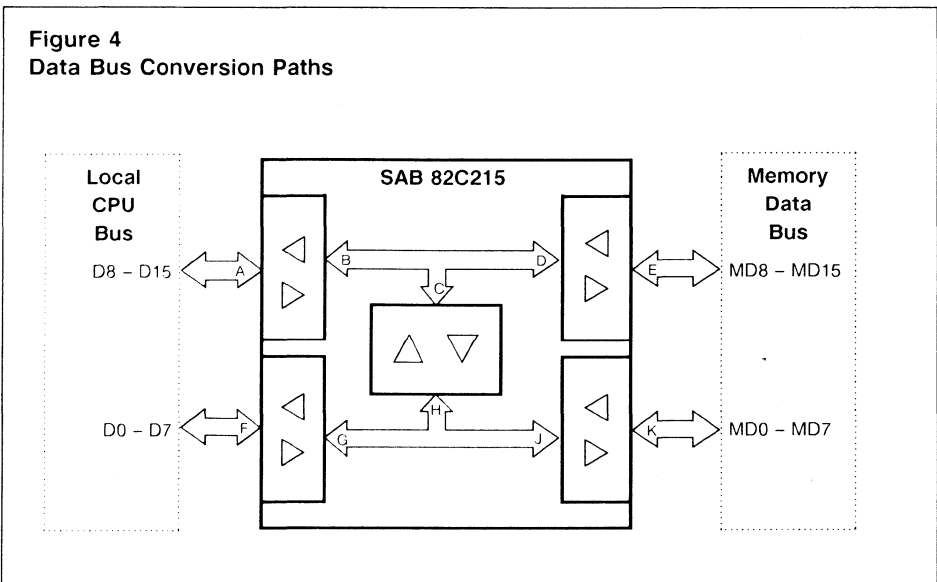 Figure 4
Data Bus Conversion Paths
Local
CPU
Bus
SAB 82C215
Memory
Data
Bus
D8 – D15
A
B
D
E
MD8 – MD15
C
H
D0 – D7
F
G
J
K
MD0 – MD7